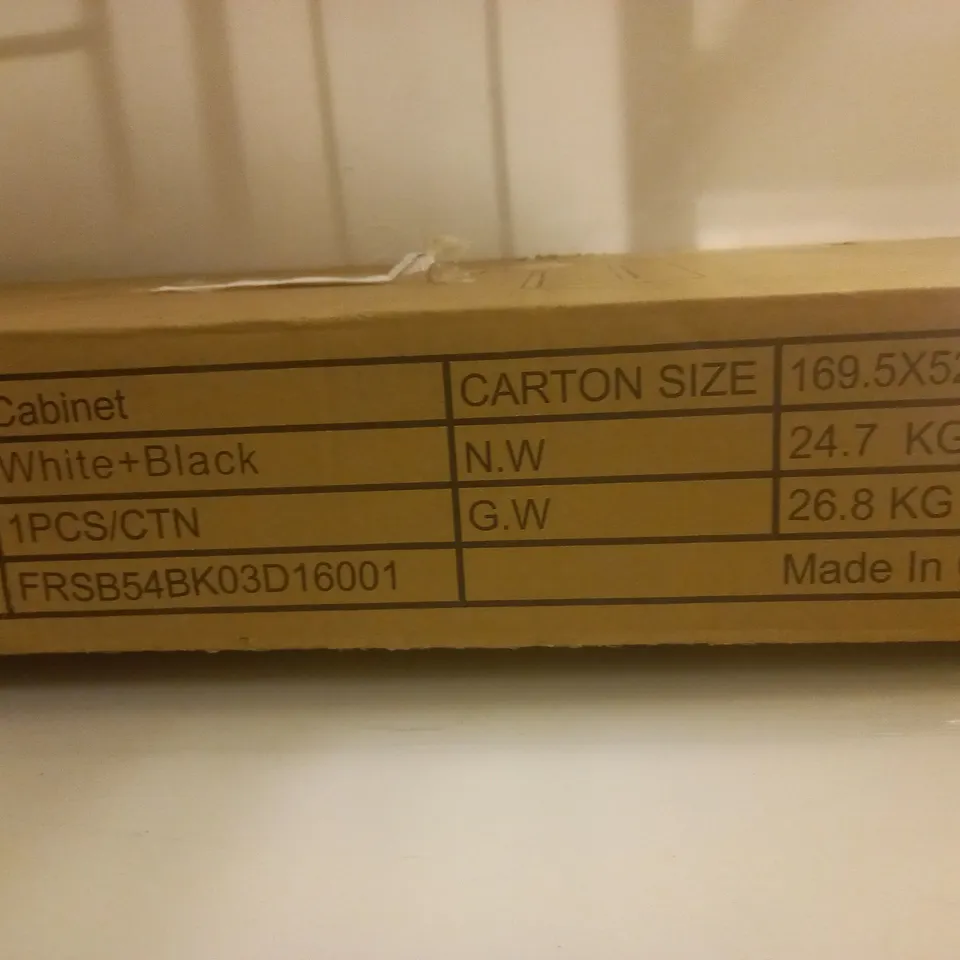 Cabinet CARTON SIZE 169.5X52
White+Black N.W 24.7 KG
1PCS/CTN G.W 26.8 KG
FRSB54BK03D16001 Made In